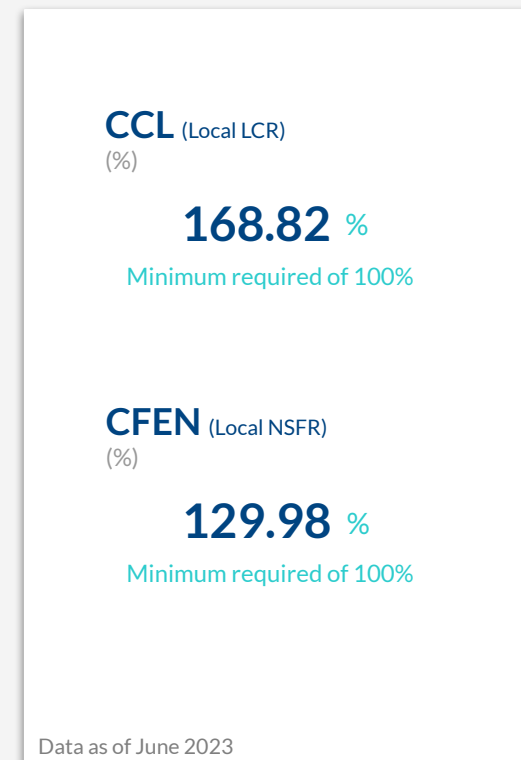 CCL (Local LCR)
(%)
168.82 %
Minimum required of 100%
CFEN (Local NSFR)
(%)
129.98 %
Minimum required of 100%
Data as of June 2023